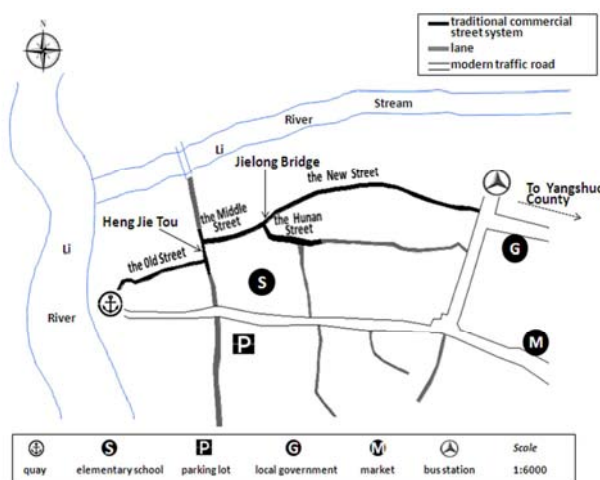 N
traditional commercial
street system
lane
modern traffic road
Stream
River
Li
Jielong Bridge
the New Street
To Yangshuo
County
Heng Jie Tou
the Middle
Street
the Hunan
Street
G
the Old Street
Li
S
River
P
M
S
P
G
M
Scale
quay
elementary school
parking lot
local government
market
bus station
1:6000